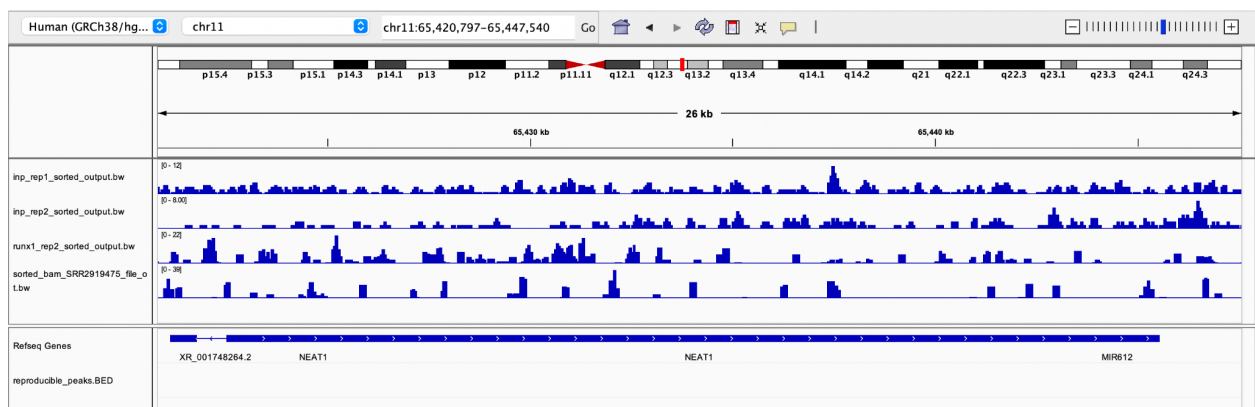 Human (GRCh38/hg... chr11 chr11:65,420,797-65,447,540 Go
p15.4 p15.3 p15.1 p14.3 p14.1 p13 p12 p11.2 p11.11 q12.1 q12.3 q13.2 q13.4 q14.1 q14.2 q21 q22.1 q22.3 q23.1 q23.3 q24.1 q24.3
26 kb
65,430 kb 65,440 kb
[0 - 12]
inp_rep1_sorted_output.bw
[0 - 8.00]
inp_rep2_sorted_output.bw
[0 - 22]
runx1_rep2_sorted_output.bw
[0 - 39]
sorted_bam_SRR2919475_file_o
t.bw
Refseq Genes
XR_001748264.2 NEAT1 NEAT1 MIR612
reproducible_peaks.BED